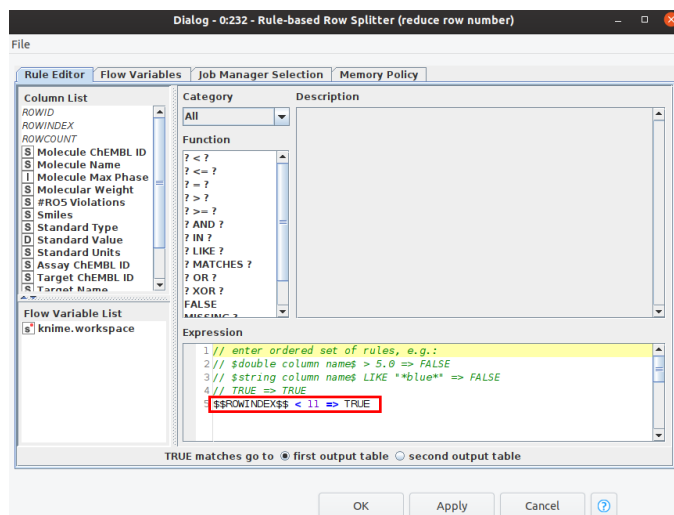 Dialog - 0:232 - Rule-based Row Splitter (reduce row number)
File
Rule Editor Flow Variables Job Manager Selection Memory Policy
Column List
ROWID
ROWINDEX
ROWCOUNT
S Molecule ChEMBL ID
S Molecule Name
I Molecule Max Phase
S Molecular Weight
S #RO5 Violations
S Smiles
S Standard Type
D Standard Value
S Standard Units
S Assay ChEMBL ID
S Target ChEMBL ID
S Target Name
Flow Variable List
s knime.workspace
Category Description
All
Function
? < ?
? <= ?
? = ?
? > ?
? >= ?
? AND ?
? IN ?
? LIKE ?
? MATCHES ?
? OR ?
? XOR ?
FALSE
MISSING ?
Expression
1 // enter ordered set of rules, e.g.:
2 // $double column name$ > 5.0 => FALSE
3 // $string column name$ LIKE "*blue*" => FALSE
4 // TRUE => TRUE
5 $$ROWINDEX$$ < 11 => TRUE
TRUE matches go to first output table second output table
OK Apply Cancel ?